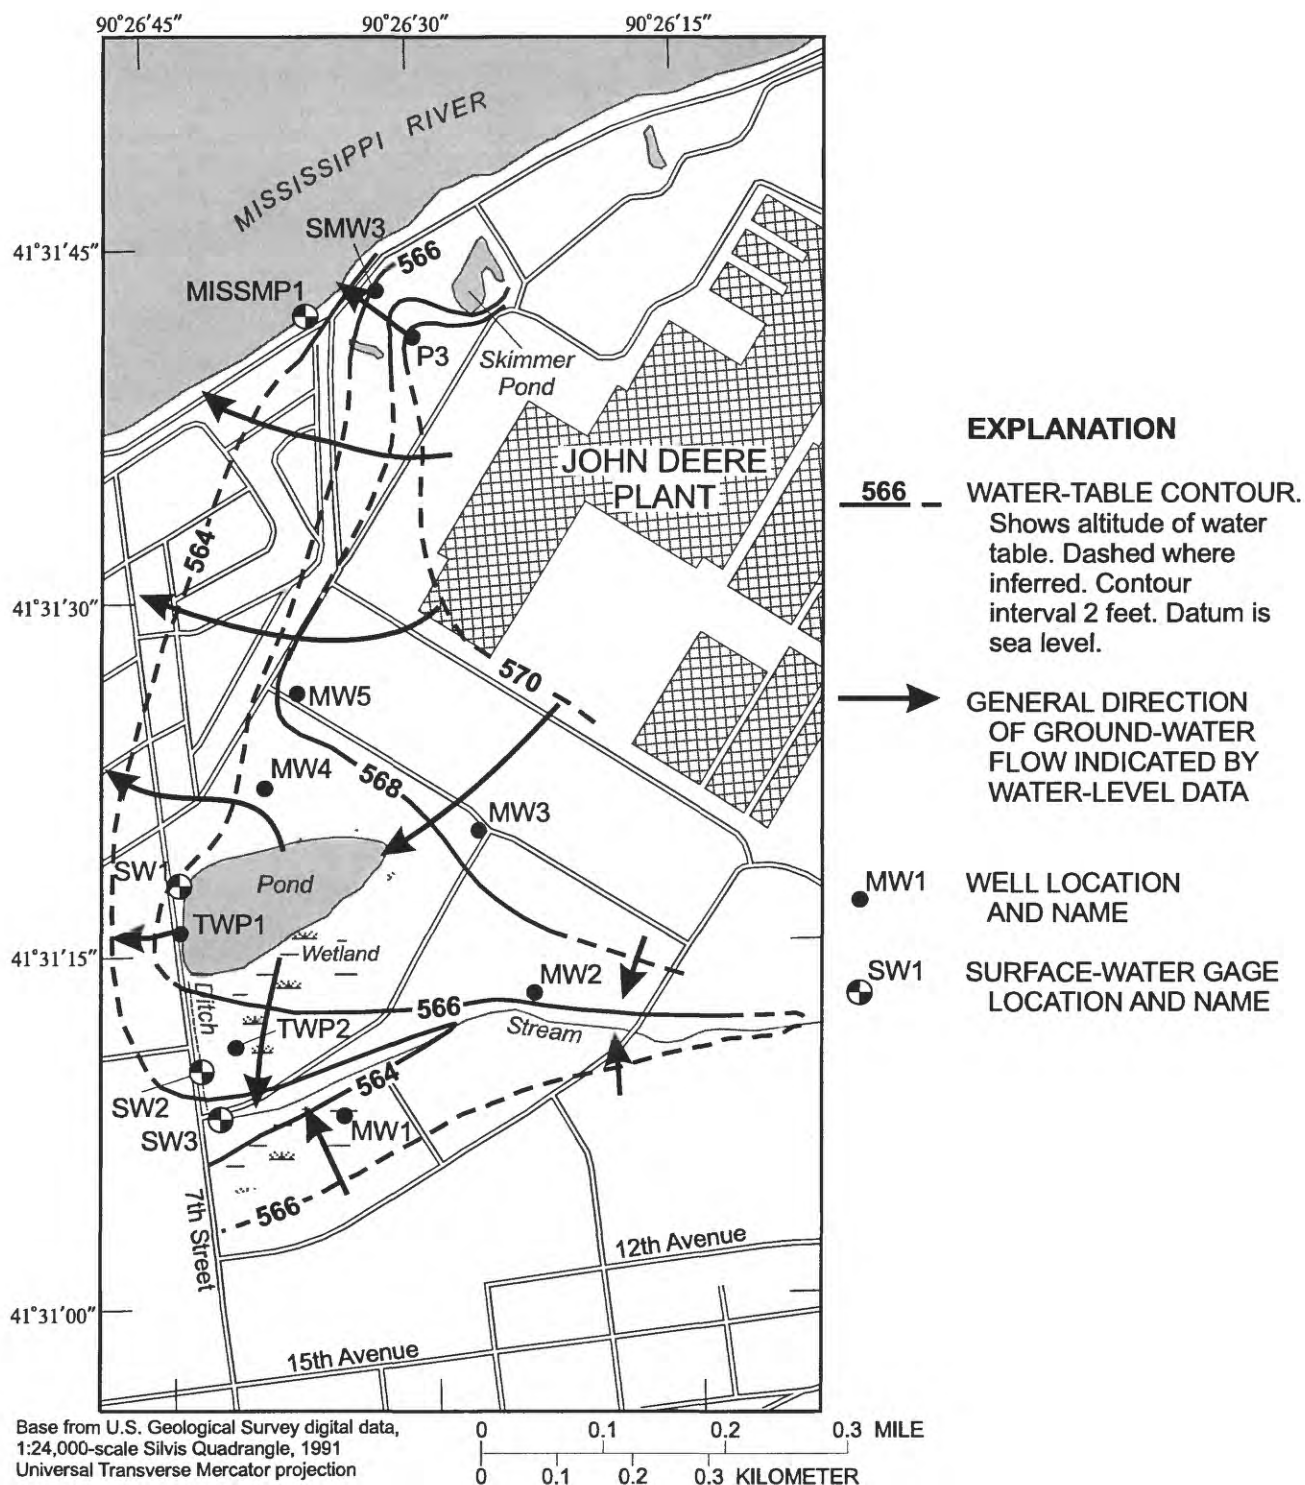 90°26'45"
90°26'30"
90°26'15"
MISSISSIPPI RIVER
SMW3
41°31'45"
566
MISSMP1
P3
Skimmer
Pond
JOHN DEERE
PLANT
564
41°31'30"
570
MW5
MW4
568
MW3
SW1
Pond
TWP1
Wetland
41°31'15"
MW2
Ditch
566
TWP2
Stream
564
SW2
MW1
SW3
566
7th Street
12th Avenue
41°31'00"
15th Avenue
EXPLANATION
566
WATER-TABLE CONTOUR.
Shows altitude of water
table. Dashed where
inferred. Contour
interval 2 feet. Datum is
sea level.
GENERAL DIRECTION
OF GROUND-WATER
FLOW INDICATED BY
WATER-LEVEL DATA
MW1
WELL LOCATION
AND NAME
SW1
SURFACE-WATER GAGE
LOCATION AND NAME
Base from U.S. Geological Survey digital data,
1:24,000-scale Silvis Quadrangle, 1991
Universal Transverse Mercator projection
0 0.1 0.2 0.3 MILE
0 0.1 0.2 0.3 KILOMETER